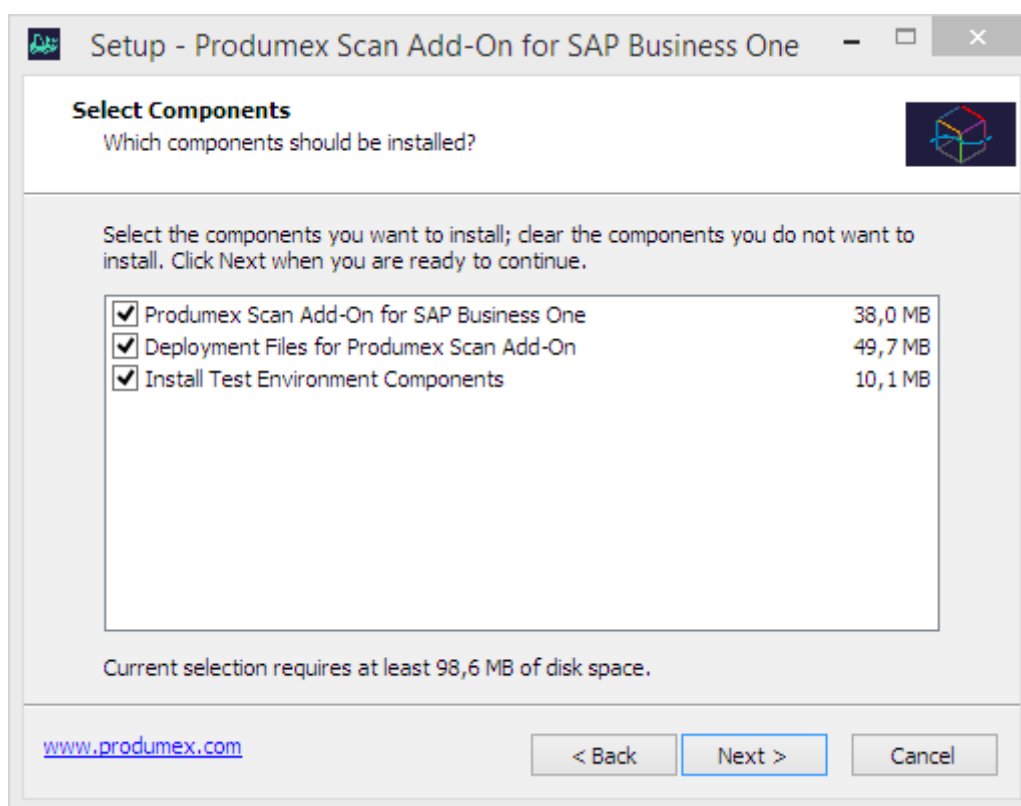 Setup - Produmex Scan Add-On for SAP Business One
Select Components
Which components should be installed?
Select the components you want to install; clear the components you do not want to
install. Click Next when you are ready to continue.
Produmex Scan Add-On for SAP Business One 38,0 MB
Deployment Files for Produmex Scan Add-On 49,7 MB
Install Test Environment Components 10,1 MB
Current selection requires at least 98,6 MB of disk space.
www.produmex.com < Back Next > Cancel